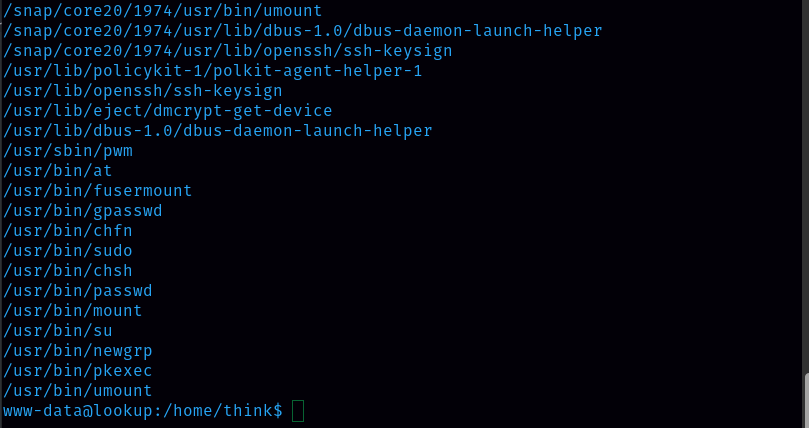 /snap/core20/1974/usr/bin/umount
/snap/core20/1974/usr/lib/dbus-1.0/dbus-daemon-launch-helper
/snap/core20/1974/usr/lib/openssh/ssh-keysign
/usr/lib/policykit-1/polkit-agent-helper-1
/usr/lib/openssh/ssh-keysign
/usr/lib/eject/dmcrypt-get-device
/usr/lib/dbus-1.0/dbus-daemon-launch-helper
/usr/sbin/pwm
/usr/bin/at
/usr/bin/fusermount
/usr/bin/gpasswd
/usr/bin/chfn
/usr/bin/sudo
/usr/bin/chsh
/usr/bin/passwd
/usr/bin/mount
/usr/bin/su
/usr/bin/newgrp
/usr/bin/pkexec
/usr/bin/umount
www-data@lookup:/home/think$